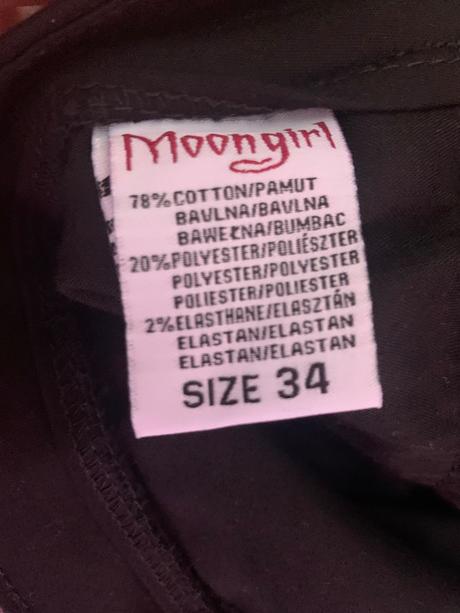 Moongirl
78% COTTON/PAMUT
BAVLNA/BAVLNA
BAWEŁNA/BUMBAC
20% POLYESTER/POLIÉSZTER
POLYESTER/POLYESTER
POLIESTER/POLIESTER
2% ELASTHANE/ELASZTÁN
ELASTAN/ELASTAN
ELASTAN/ELASTAN
SIZE 34